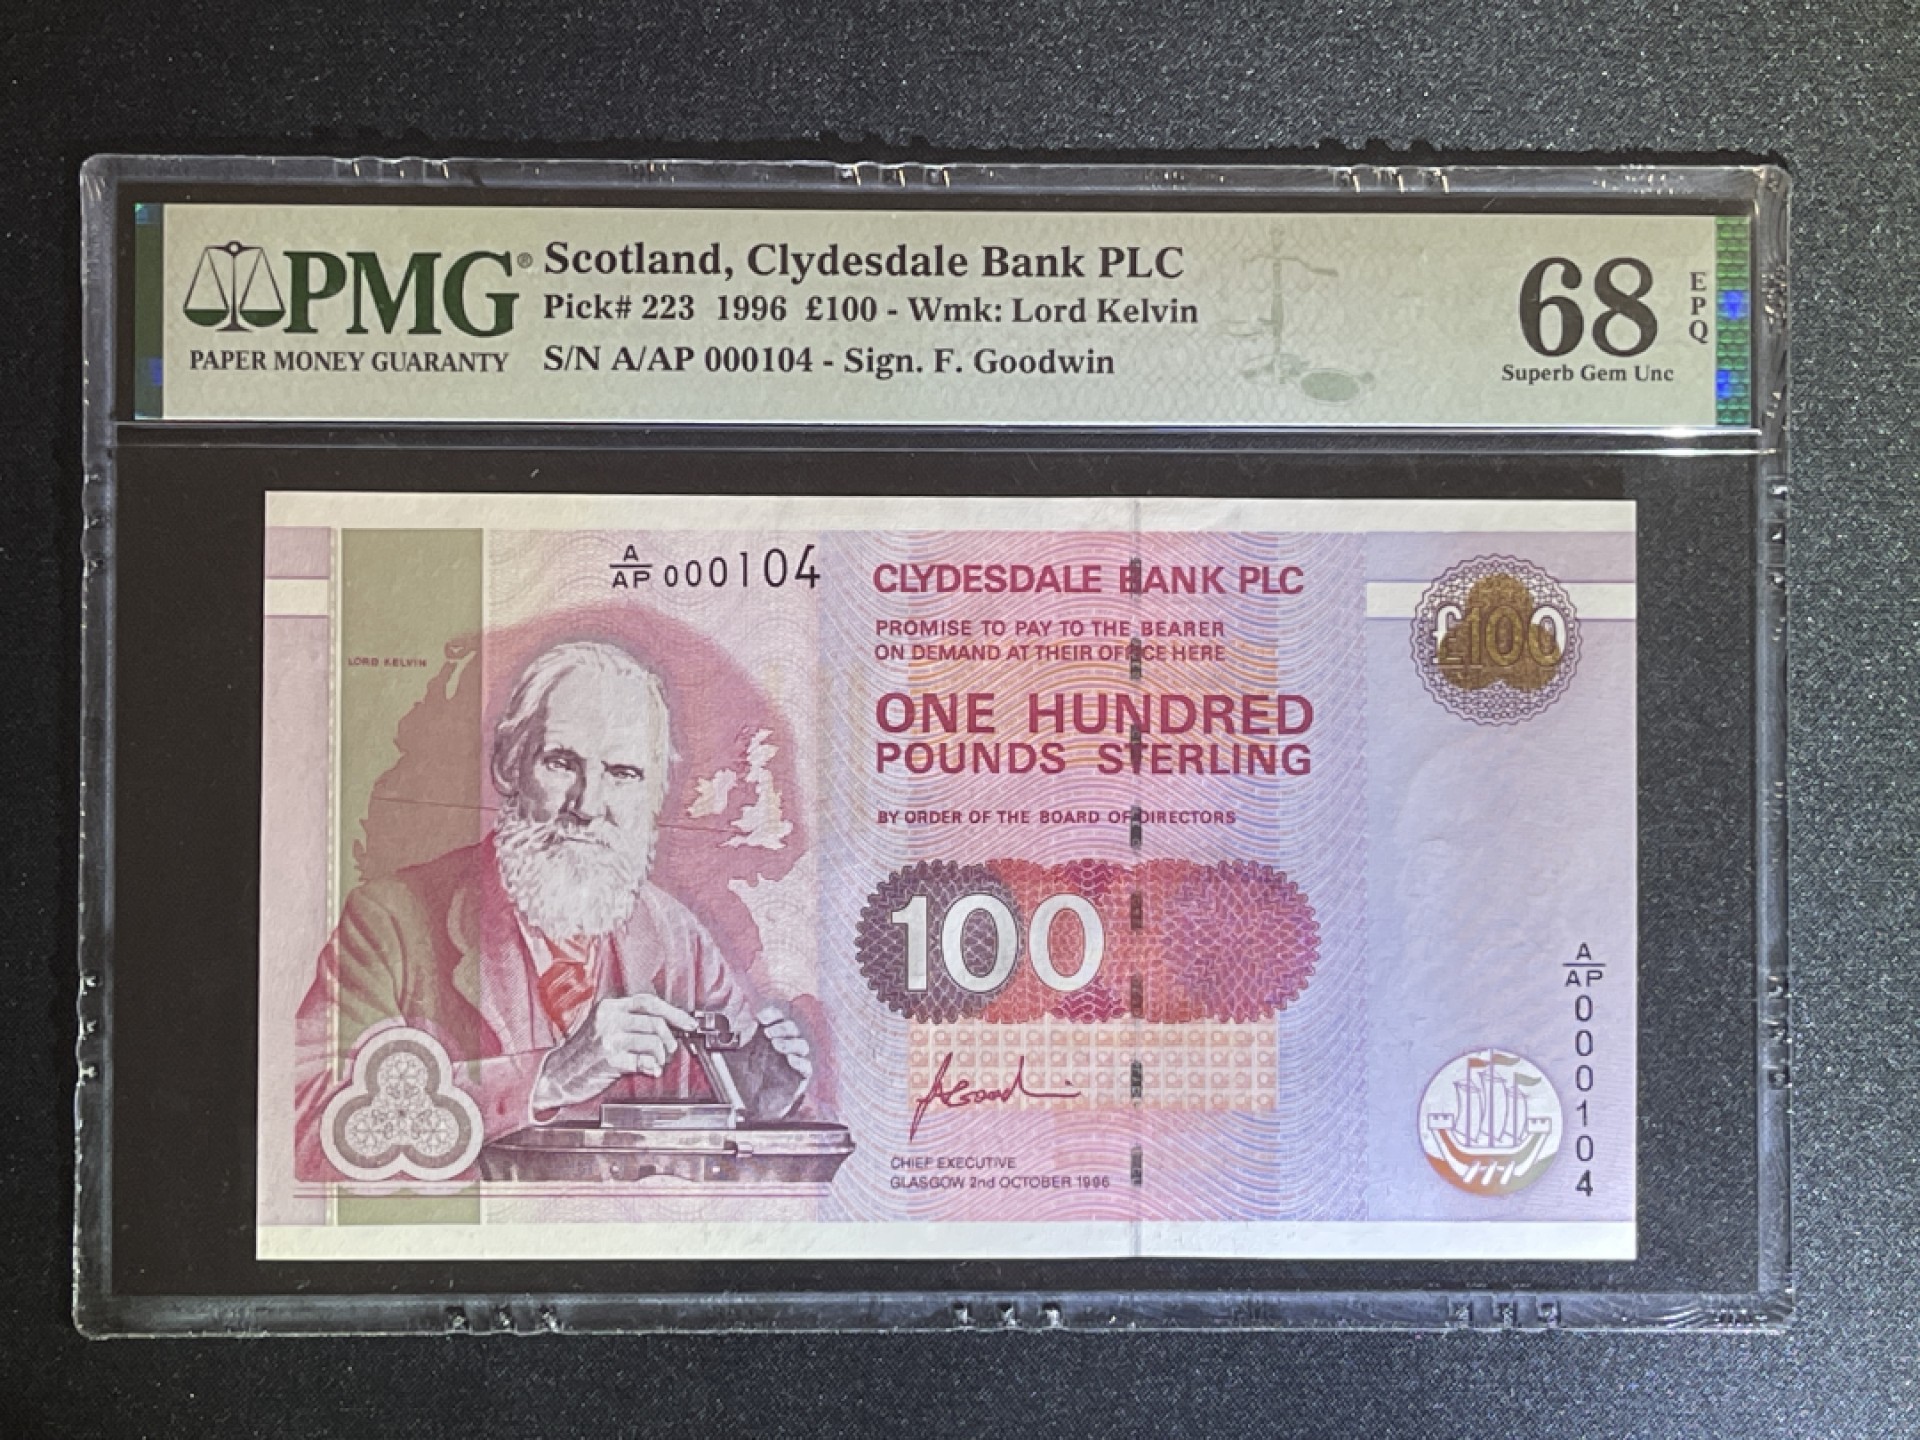 PMG®
PAPER MONEY GUARANTY
Scotland, Clydesdale Bank PLC
Pick# 223 1996 £100 - Wmk: Lord Kelvin
S/N A/AP 000104 - Sign. F. Goodwin
68
EPQ
Superb Gem Unc
A/AP 000104
LORD KELVIN
CLYDESDALE BANK PLC
PROMISE TO PAY TO THE BEARER
ON DEMAND AT THEIR OFFICE HERE
ONE HUNDRED
POUNDS STERLING
BY ORDER OF THE BOARD OF DIRECTORS
£100
100
CHIEF EXECUTIVE
GLASGOW 2nd OCTOBER 1996
A/AP 000104